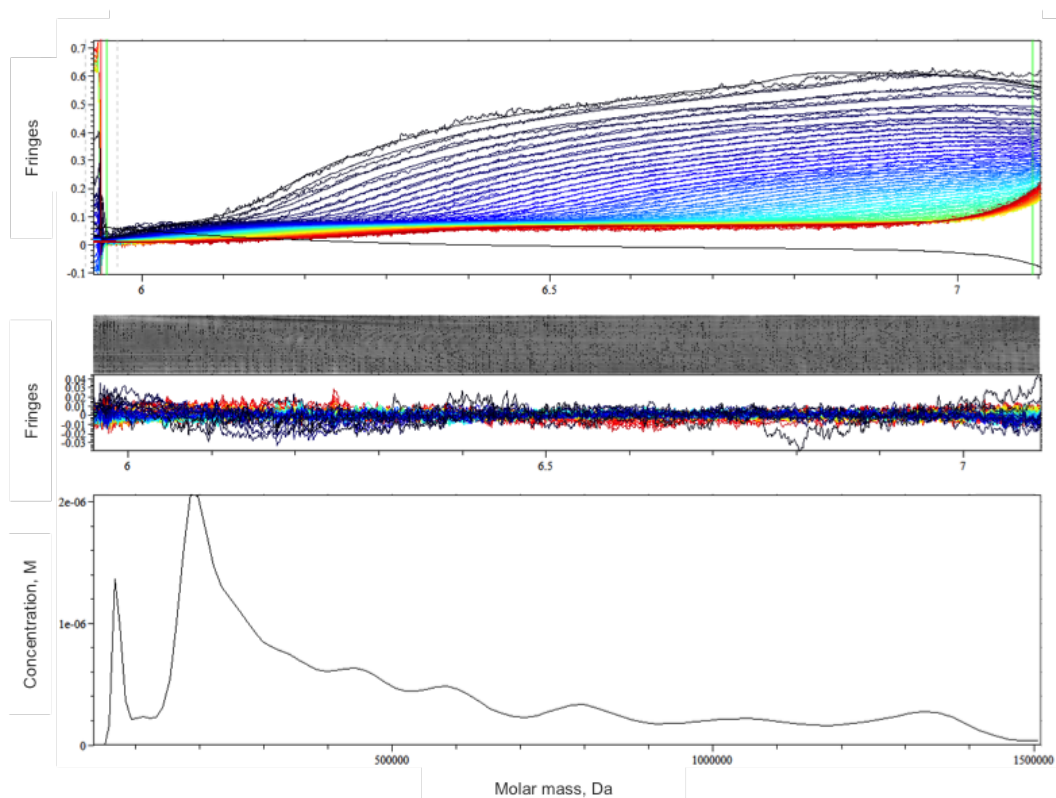 Fringes
0.7
0.6
0.5
0.4
0.3
0.2
0.1
0
-0.1
6 6.5 7
Fringes
0.04
0.03
0.02
0.01
0
-0.01
-0.02
-0.03
6 6.5 7
Concentration, M
2e-06
1e-06
0
500000 1000000 1500000
Molar mass, Da